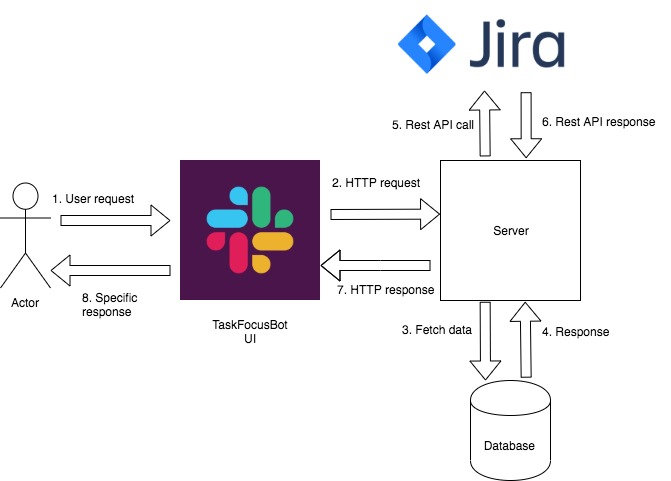 Jira
5. Rest API call
6. Rest API response
1. User request
2. HTTP request
Server
Actor
8. Specific
response
7. HTTP response
TaskFocusBot
UI
3. Fetch data
4. Response
Database